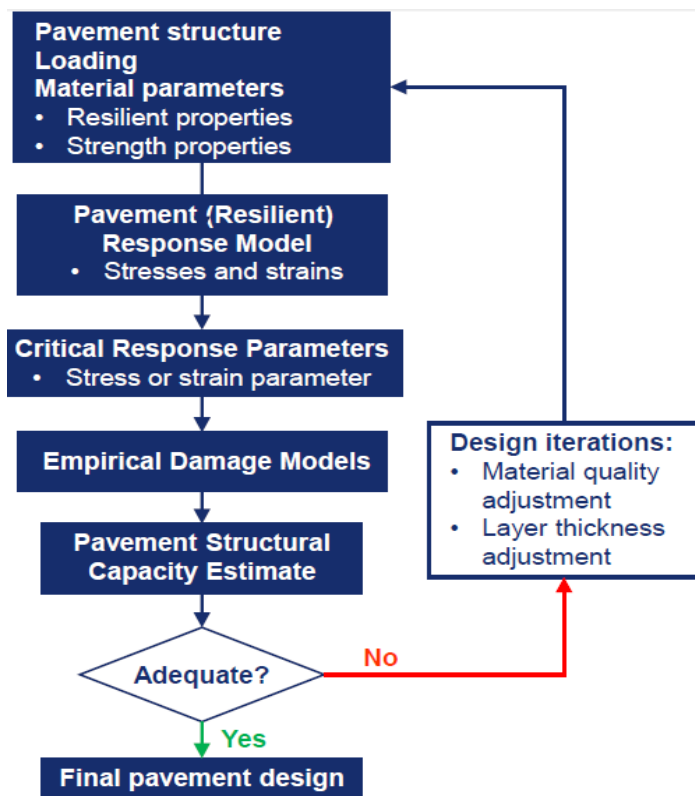 Pavement structure
Loading
Material parameters
• Resilient properties
• Strength properties
Pavement (Resilient)
Response Model
• Stresses and strains
Critical Response Parameters
• Stress or strain parameter
Empirical Damage Models
Pavement Structural
Capacity Estimate
Adequate?
No
Yes
Final pavement design
Design iterations:
• Material quality
adjustment
• Layer thickness
adjustment